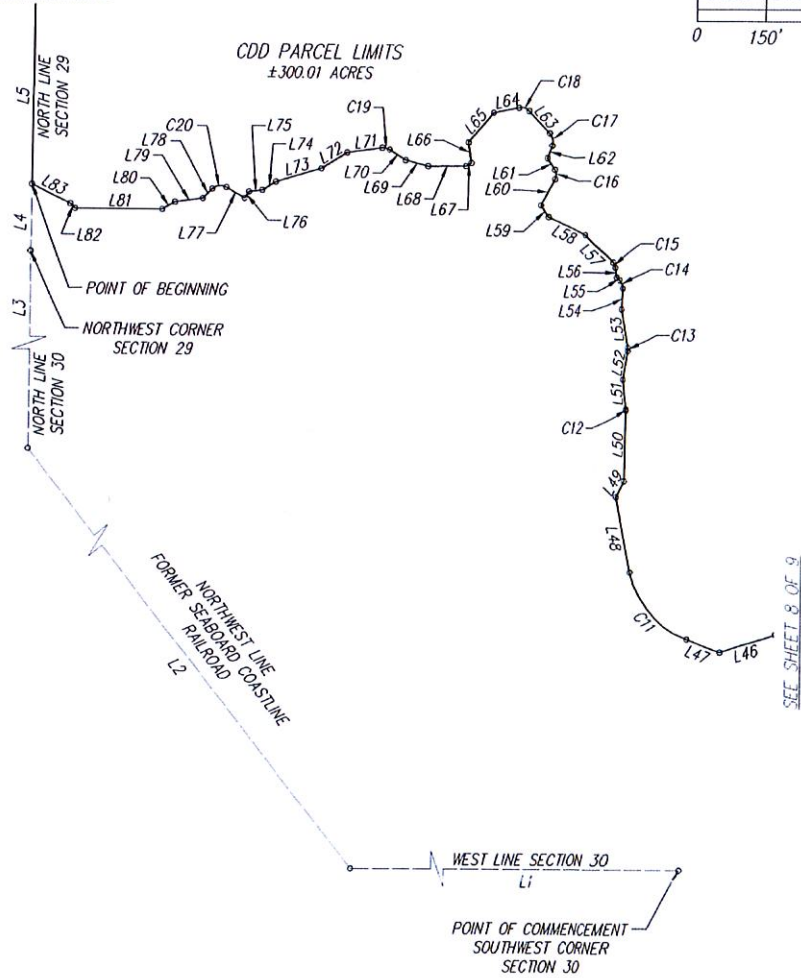 0 150'
CDD PARCEL LIMITS
±300.01 ACRES
L5
NORTH LINE
SECTION 29
C18
L64
L65
L63
C17
C19
L75
L74
C20
L78
L79
L80
L66
L62
L71
L72
L73
L61
C16
L70
L69
L68
L67
L60
L83
L81
L82
L77
L76
L59
L58
L57
C15
L4
L56
C14
L55
L54
POINT OF BEGINNING
L3
NORTHWEST CORNER
SECTION 29
L53
C13
L52
L51
NORTH LINE
SECTION 30
C12
L50
L49
L48
NORTHWEST LINE
FORMER SEABOARD COASTLINE
RAILROAD
L2
C11
L47
L46
SEE SHEET 8 OF 9
WEST LINE SECTION 30
L1
POINT OF COMMENCEMENT
SOUTHWEST CORNER
SECTION 30